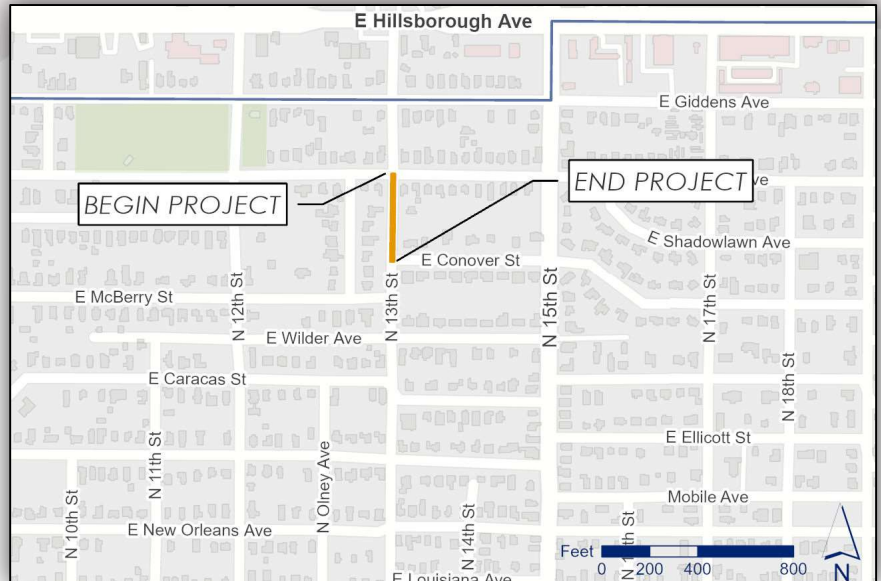 E Hillsborough Ave
E Giddens Ave
BEGIN PROJECT
END PROJECT
ve
E Shadowlawn Ave
E Conover St
E McBerry St
N 12th St
N 13th St
N 15th St
N 17th St
E Wilder Ave
E Caracas St
N 18th St
E Ellicott St
N 11th St
N Olney Ave
Mobile Ave
N 10th St
E New Orleans Ave
N 14th St
E Louisiana Ave
Feet
0 200 400 800
N